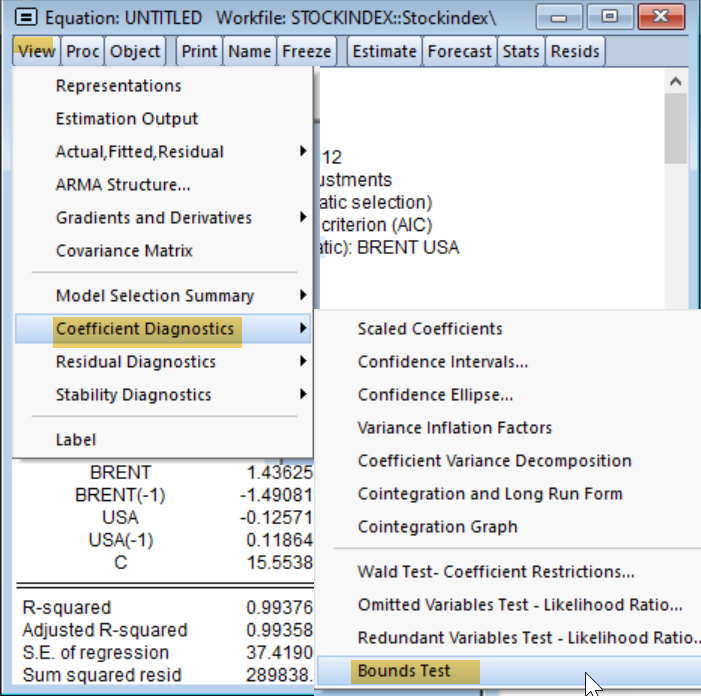 Equation: UNTITLED Workfile: STOCKINDEX::Stockindex\
View Proc Object Print Name Freeze Estimate Forecast Stats Resids
Representations
Estimation Output
Actual,Fitted,Residual
12
ARMA Structure...
ustments
atic selection)
Gradients and Derivatives
criterion (AIC)
Covariance Matrix
atic): BRENT USA
Model Selection Summary
Coefficient Diagnostics
Residual Diagnostics
Stability Diagnostics
Label
Scaled Coefficients
Confidence Intervals...
Confidence Ellipse...
Variance Inflation Factors
Coefficient Variance Decomposition
Cointegration and Long Run Form
Cointegration Graph
Wald Test- Coefficient Restrictions...
Omitted Variables Test - Likelihood Ratio...
Redundant Variables Test - Likelihood Ratio..
Bounds Test
BRENT 1.43625
BRENT(-1) -1.49081
USA -0.12571
USA(-1) 0.11864
C 15.5538
R-squared 0.99376
Adjusted R-squared 0.99358
S.E. of regression 37.4190
Sum squared resid 289838.